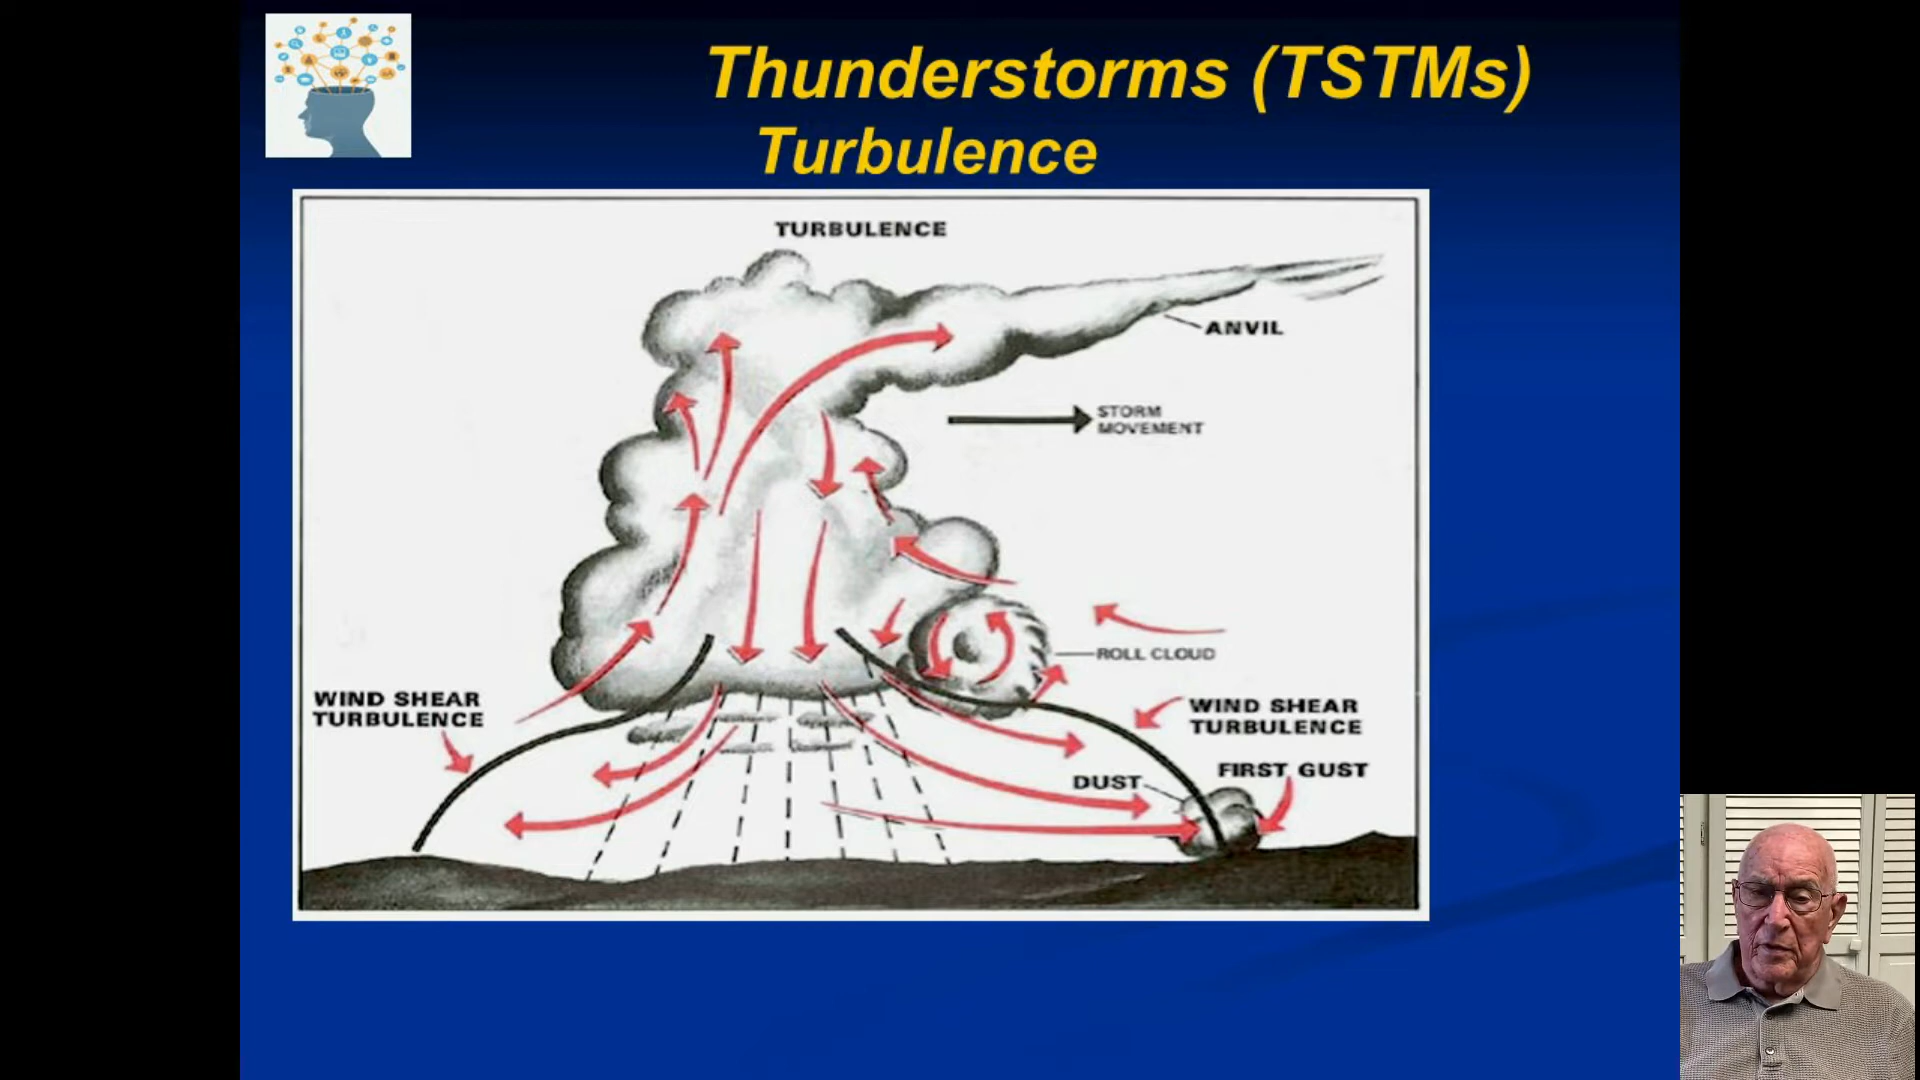 Thunderstorms (TSTMs)
Turbulence
TURBULENCE
ANVIL
STORM
MOVEMENT
ROLL CLOUD
WIND SHEAR
TURBULENCE
WIND SHEAR
TURBULENCE
FIRST GUST
DUST